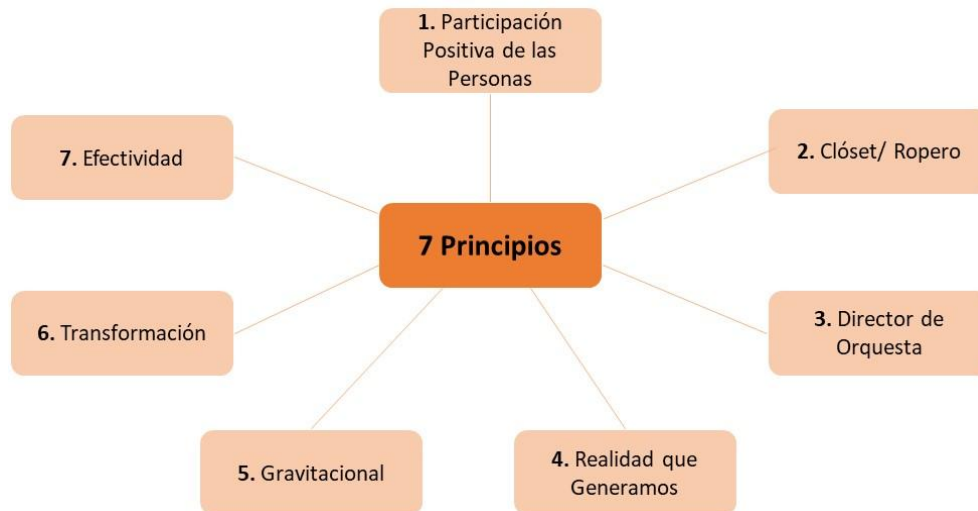 1. Participación
Positiva de las
Personas
7. Efectividad
2. Clóset/ Ropero
7 Principios
6. Transformación
3. Director de
Orquesta
5. Gravitacional
4. Realidad que
Generamos